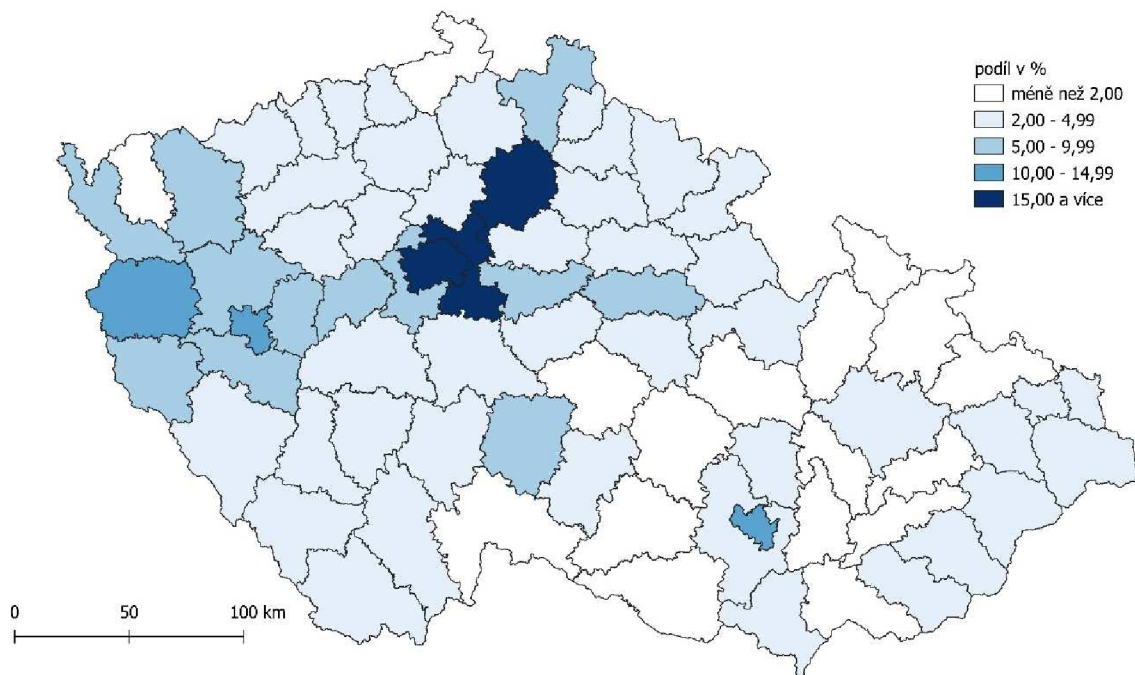 podíl v %
méně než 2,00
2,00 - 4,99
5,00 - 9,99
10,00 - 14,99
15,00 a více
0 50 100 km